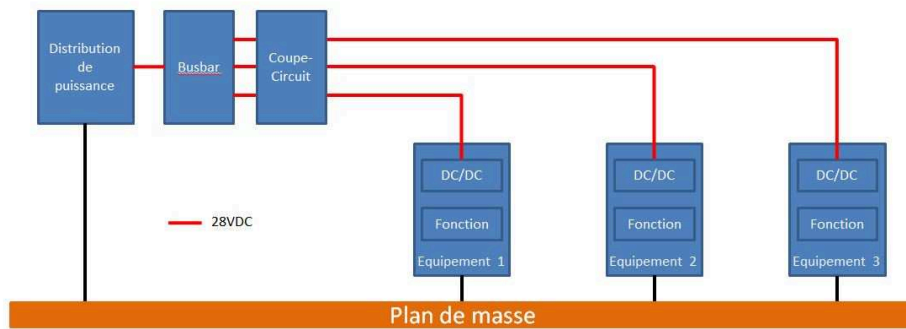 Distribution
de
puissance
Busbar
Coupe-
Circuit
28VDC
DC/DC
Fonction
Equipement 1
DC/DC
Fonction
Equipement 2
DC/DC
Fonction
Equipement 3
Plan de masse